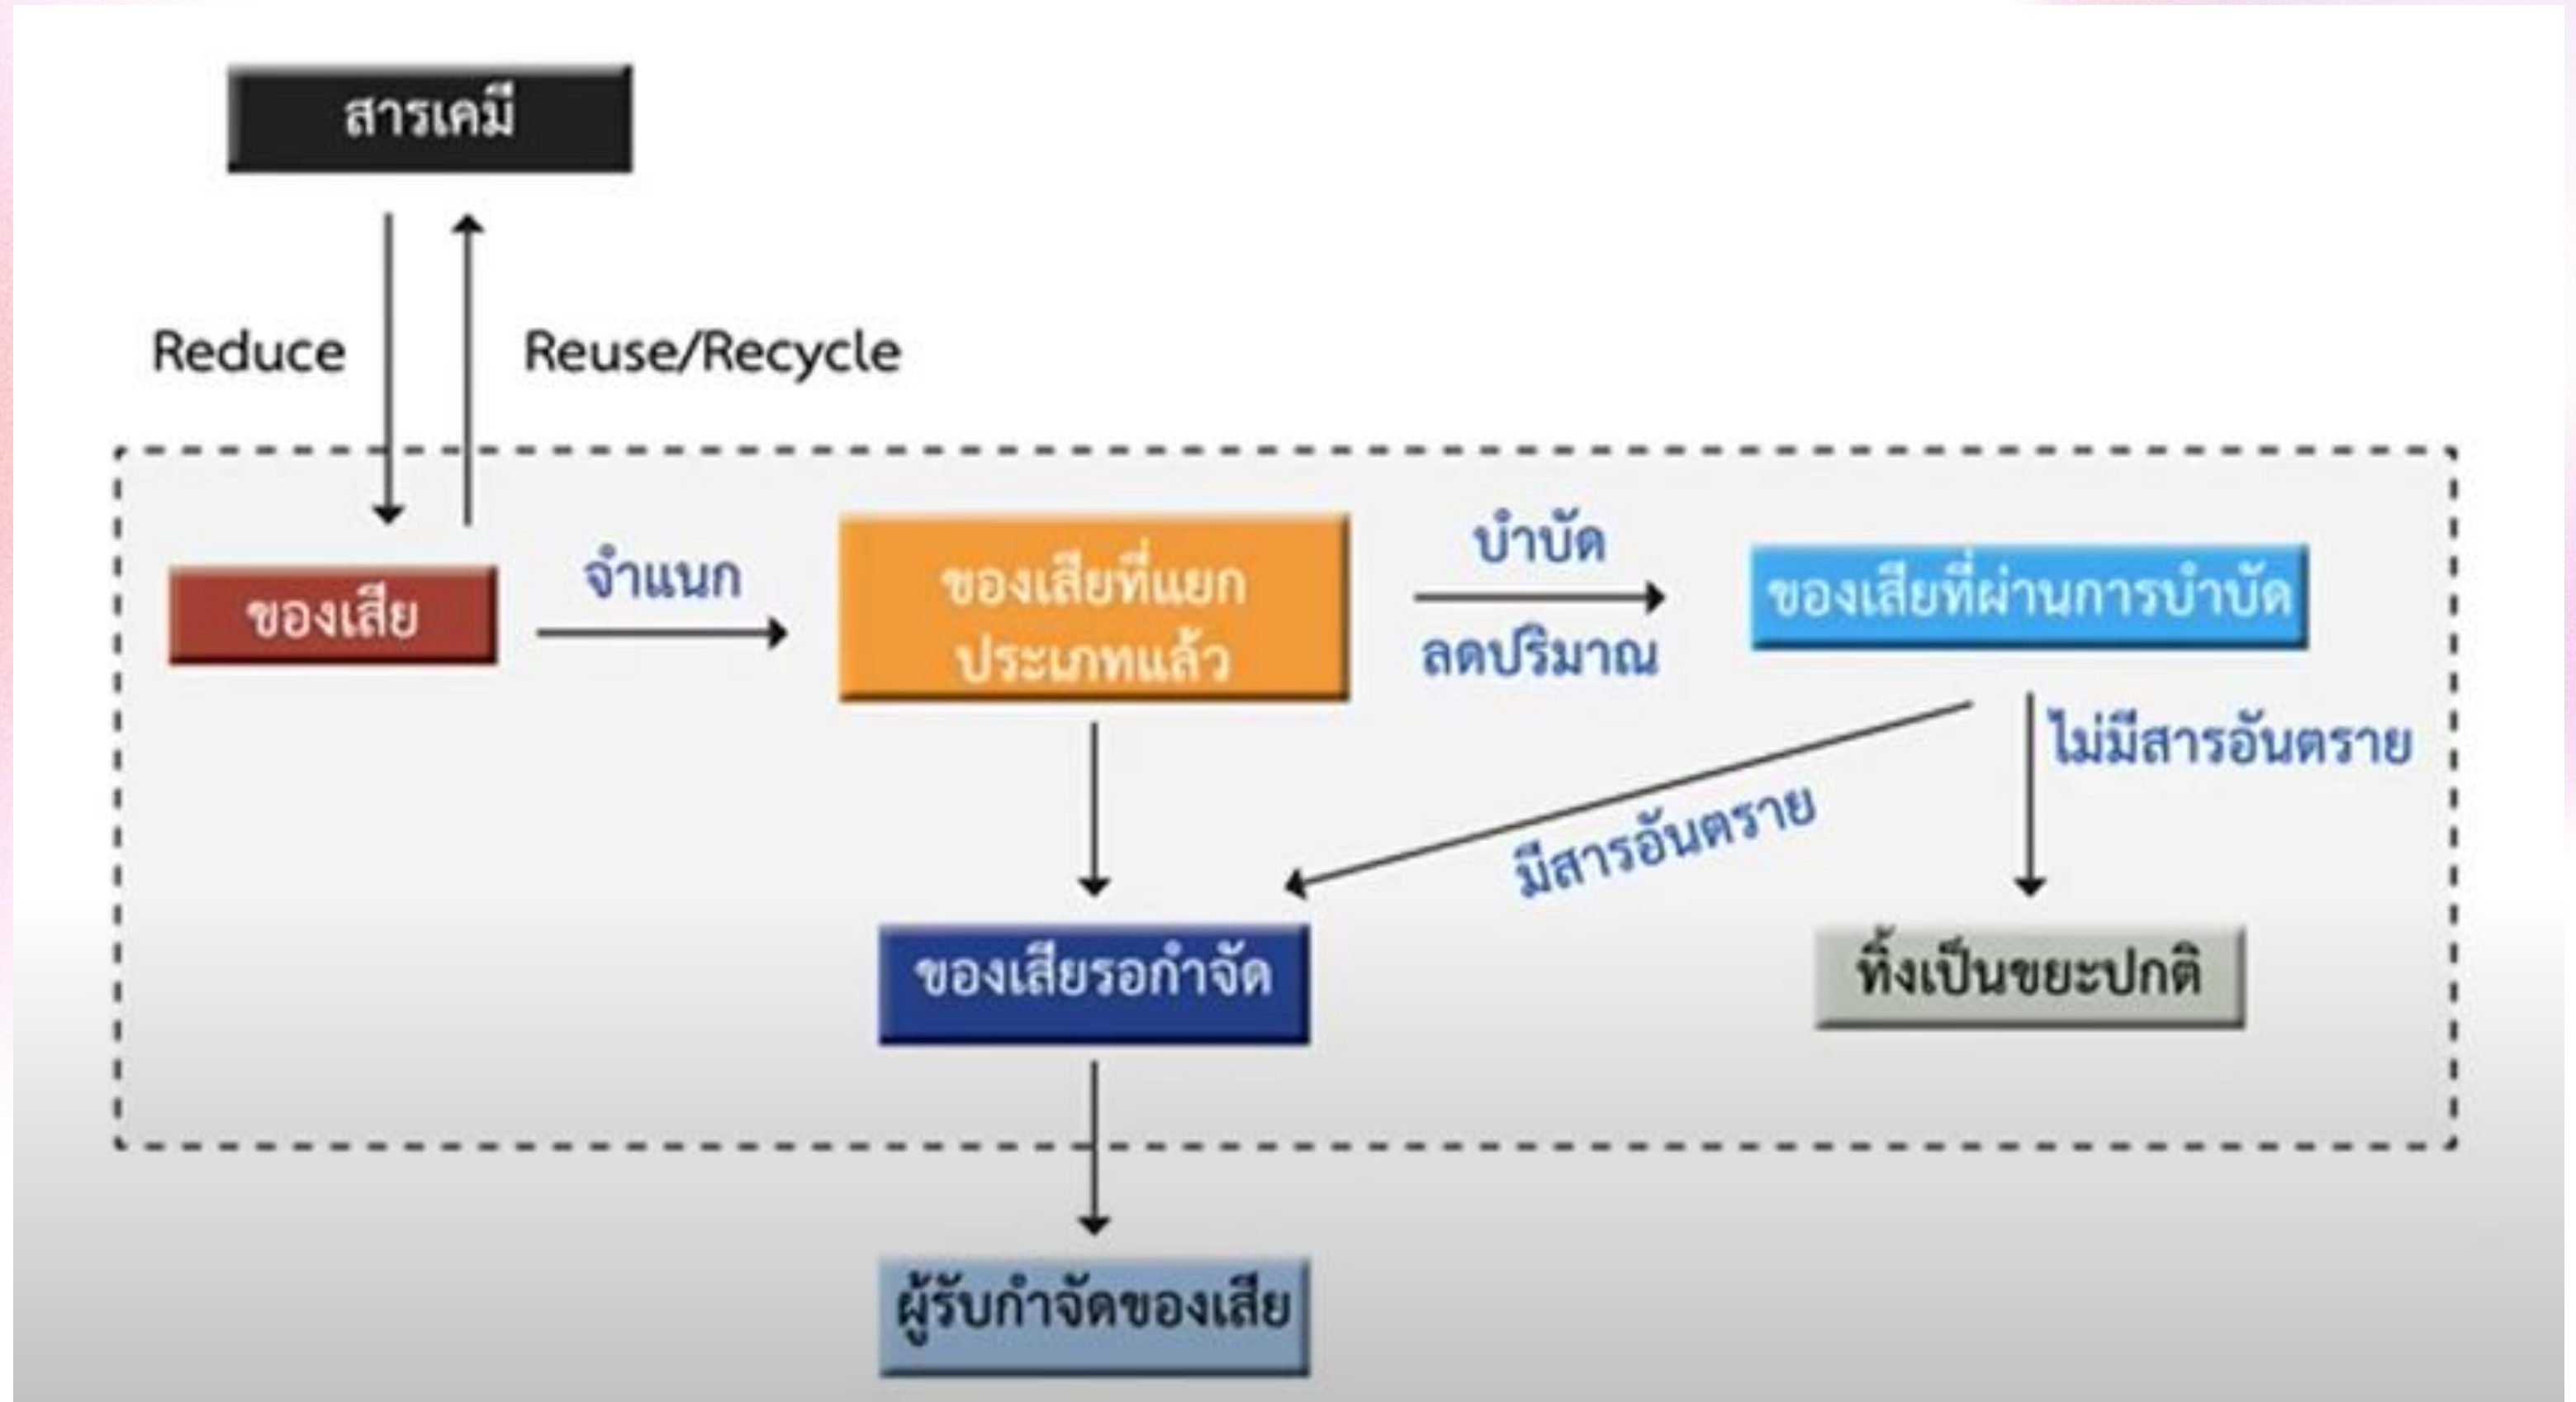 สารเคมี
Reduce
Reuse/Recycle
ของเสีย
จำแนก
ของเสียที่แยก
ประเภทแล้ว
บำบัด
ลดปริมาณ
ของเสียที่ผ่านการบำบัด
มีสารอันตราย
ไม่มีสารอันตราย
ของเสียรอกำจัด
ทิ้งเป็นขยะปกติ
ผู้รับกำจัดของเสีย